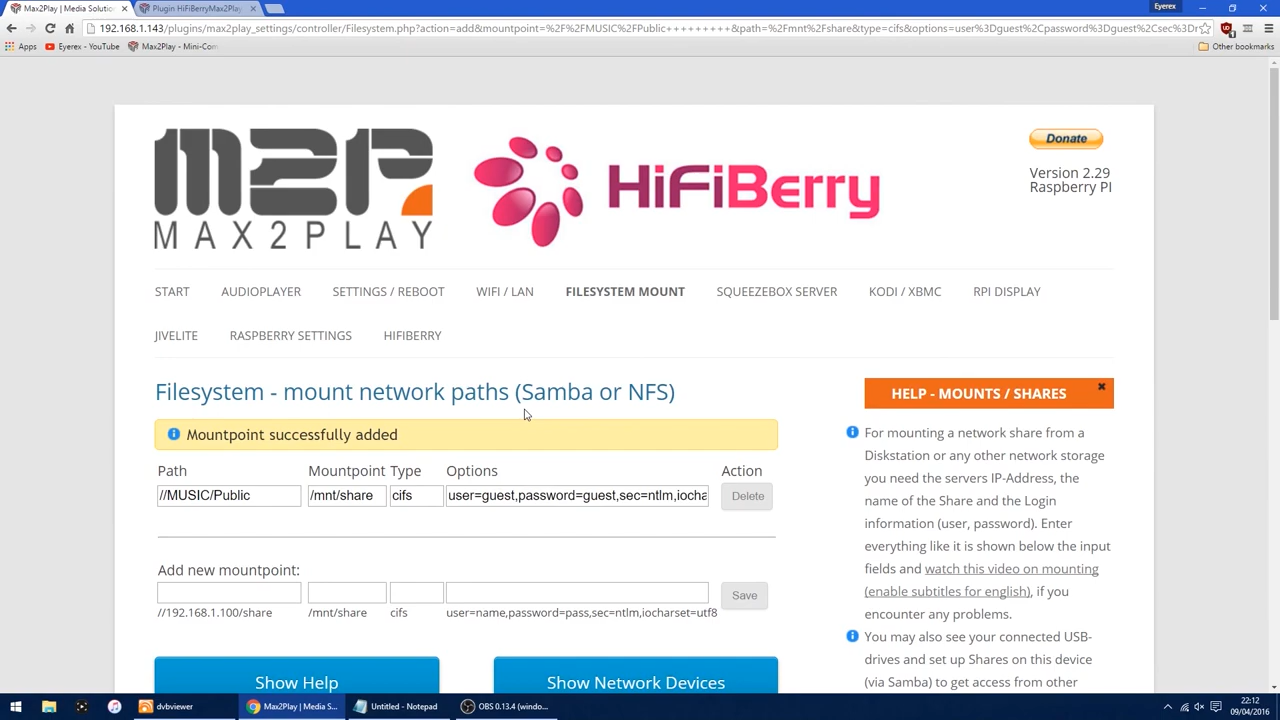 Max2Play | Media Solutio
Plugin HiFiBerryMax2Play
Eyerex
192.168.1.143/plugins/max2play_settings/controller/Filesystem.php?action=add&mountpoint=%2F%2FMUSIC%2FPublic+++++++++&path=%2Fmnt%2Fshare&type=cifs&options=user%3Dguest%2Cpassword%3Dguest%2Csec%3Dr
Apps
Eyerex - YouTube
Max2Play - Mini-Com
Other bookmarks
M2P
MAX2PLAY
HiFiBerry
Donate
Version 2.29
Raspberry PI
START
AUDIOPLAYER
SETTINGS / REBOOT
WIFI / LAN
FILESYSTEM MOUNT
SQUEEZEBOX SERVER
KODI / XBMC
RPI DISPLAY
JIVELITE
RASPBERRY SETTINGS
HIFIBERRY
Filesystem - mount network paths (Samba or NFS)
Mountpoint successfully added
Path Mountpoint Type Options Action
//MUSIC/Public /mnt/share cifs user=guest,password=guest,sec=ntlm,iocha Delete
Add new mountpoint:
Save
//192.168.1.100/share /mnt/share cifs user=name,password=pass,sec=ntlm,iocharset=utf8
Show Help
Show Network Devices
HELP - MOUNTS / SHARES
For mounting a network share from a
Diskstation or any other network storage
you need the servers IP-Address, the
name of the Share and the Login
information (user, password). Enter
everything like it is shown below the input
fields and watch this video on mounting
(enable subtitles for english), if you
encounter any problems.
You may also see your connected USB-
drives and set up Shares on this device
(via Samba) to get access from other
dvbviewer
Max2Play | Media S...
Untitled - Notepad
OBS 0.13.4 (windo...
22:12
09/04/2016